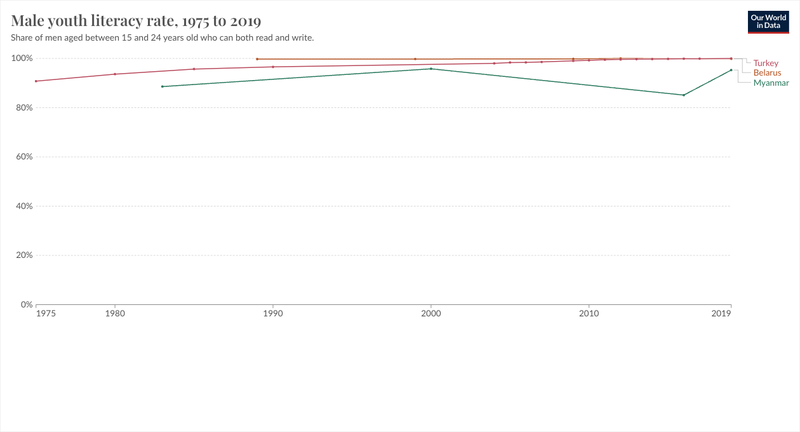 Male youth literacy rate, 1975 to 2019
Share of men aged between 15 and 24 years old who can both read and write.
Our World
in Data
100%
80%
60%
40%
20%
0%
1975
1980
1990
2000
2010
2019
Turkey
Belarus
Myanmar